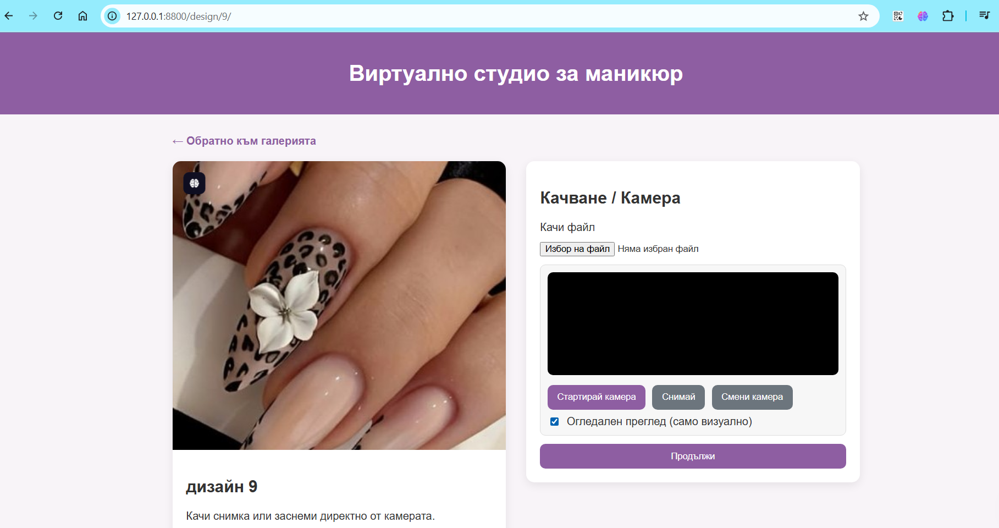 127.0.0.1:8800/design/9/
Виртуално студио за маникюр
← Обратно към галерията
Качване / Камера
Качи файл
Избор на файл Няма избран файл
Стартирай камера Снимай Смени камера
Огледален преглед (само визуално)
Продължи
дизайн 9
Качи снимка или заснеми директно от камерата.